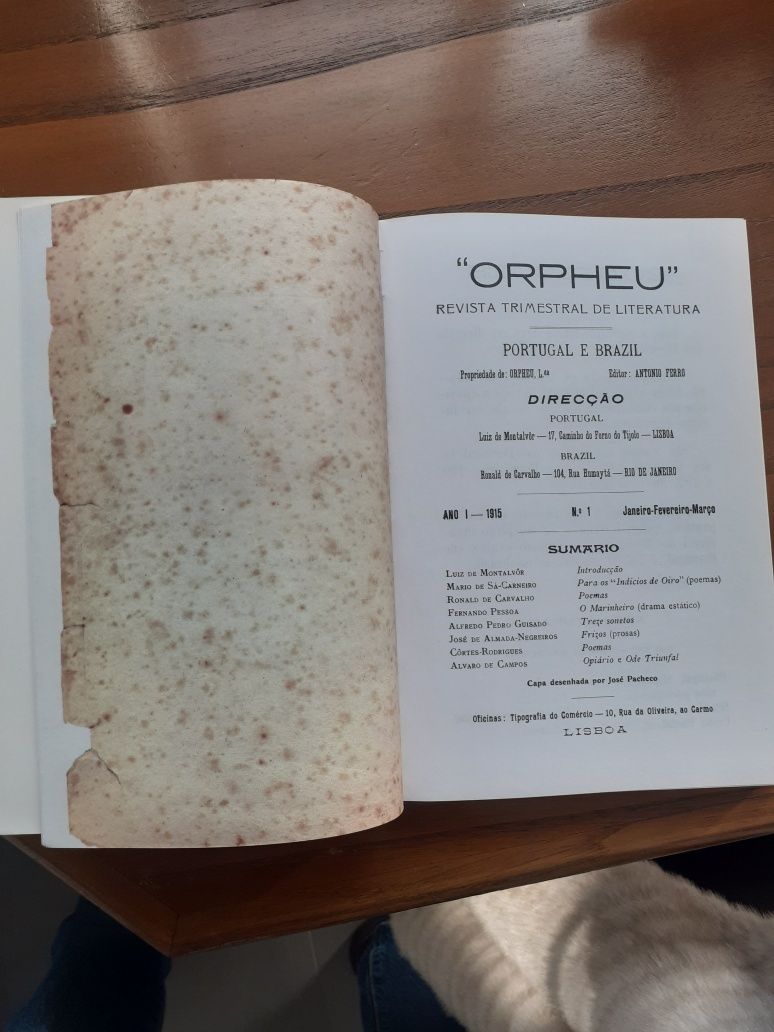 "ORPHEU"
REVISTA TRIMESTRAL DE LITERATURA
PORTUGAL E BRAZIL
Propriedade de: ORPHEU, L.da Editor: ANTONIO FERRO
DIRECÇÃO
PORTUGAL
Luiz de Montalvôr — 17, Caminho do Forno do Tijolo — LISBOA
BRAZIL
Ronald de Carvalho — 104, Rua Humaytá — RIO DE JANEIRO
ANO I — 1915 N.º 1 Janeiro-Fevereiro-Março
SUMARIO
LUIZ DE MONTALVÔR Introducção
MARIO DE SÁ-CARNEIRO Para os "Indicios de Oiro" (poemas)
RONALD DE CARVALHO Poemas
FERNANDO PESSOA O Marinheiro (drama estático)
ALFREDO PEDRO GUISADO Treze sonetos
JOSÉ DE ALMADA-NEGREIROS Frizos (prosas)
CÔRTES-RODRIGUES Poemas
ALVARO DE CAMPOS Opiário e Ode Triunfal
Capa desenhada por José Pacheco
Oficinas: Tipografia do Comércio — 10, Rua da Oliveira, ao Carmo
LISBOA